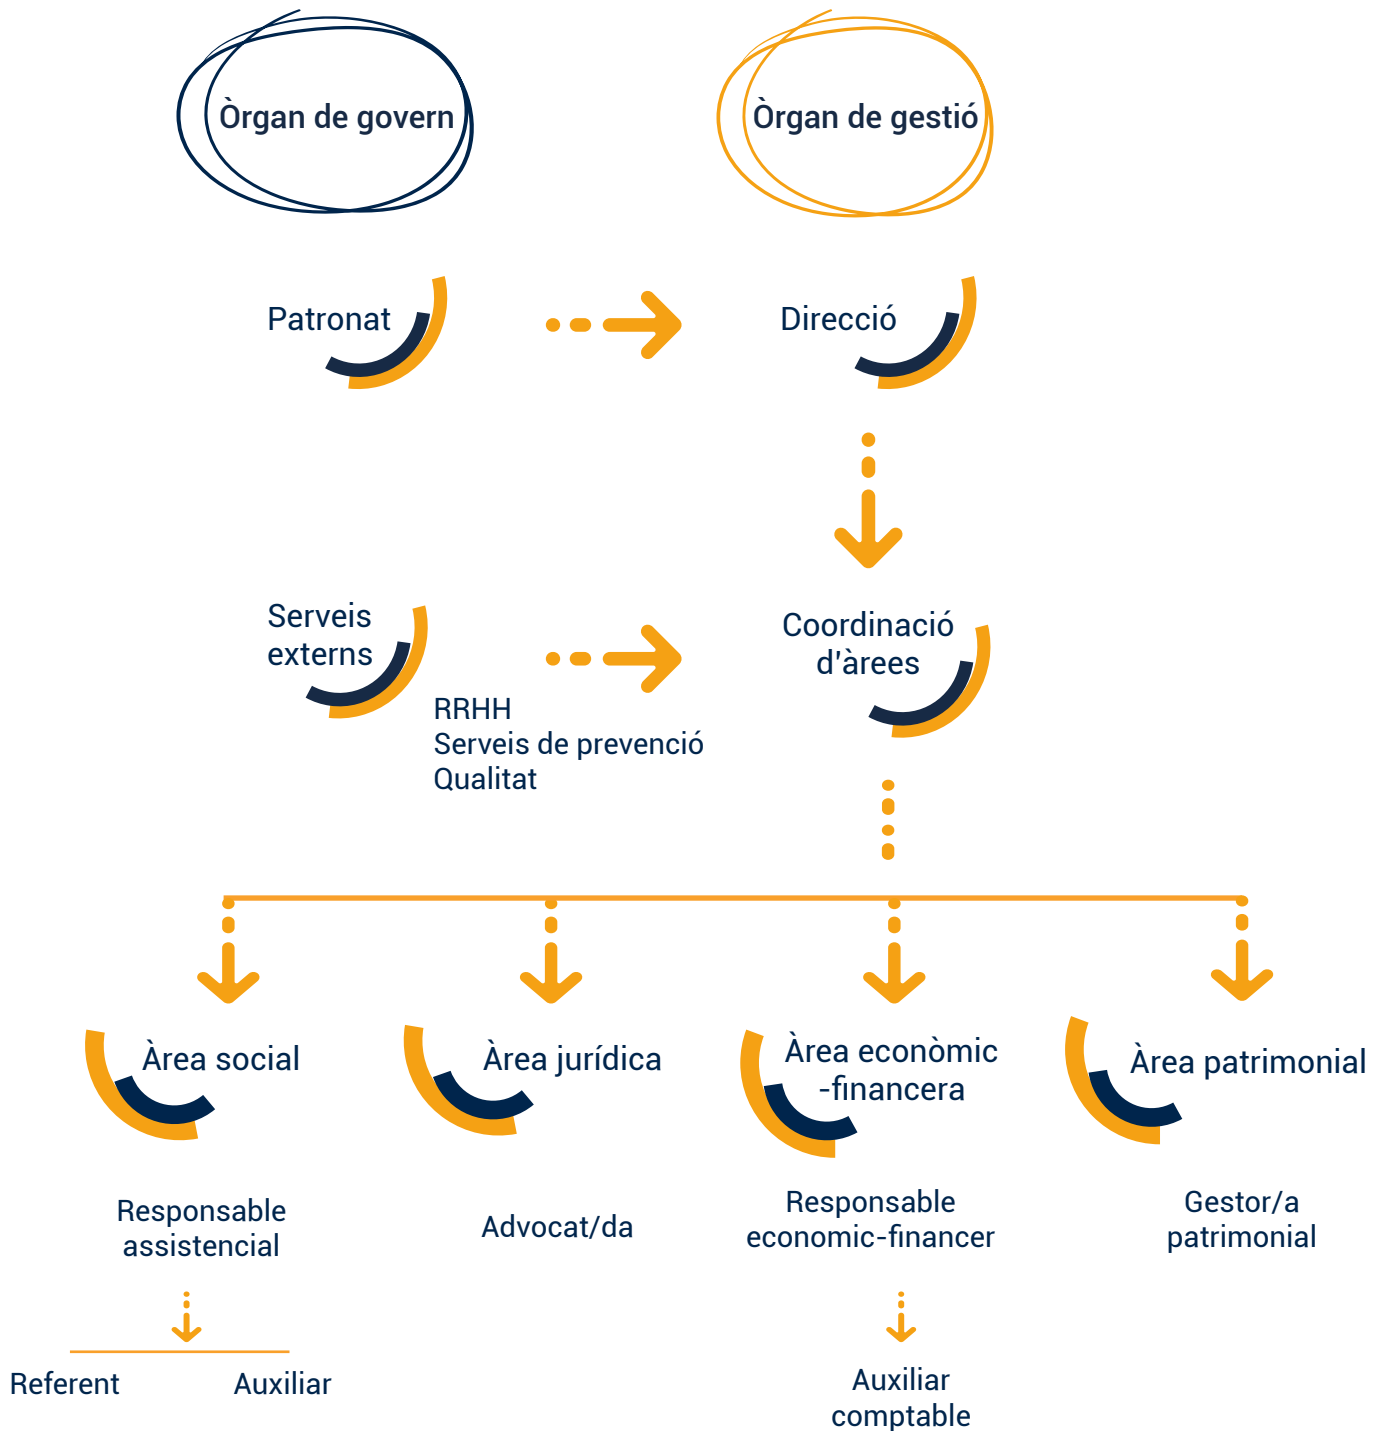 Òrgan de govern
Òrgan de gestió
Patronat
Direcció
Serveis
externs
RRHH
Serveis de prevenció
Qualitat
Coordinació
d'àrees
Àrea social
Àrea jurídica
Àrea econòmic
-financera
Àrea patrimonial
Responsable
assistencial
Advocat/da
Responsable
economic-financer
Gestor/a
patrimonial
Referent
Auxiliar
Auxiliar
comptable